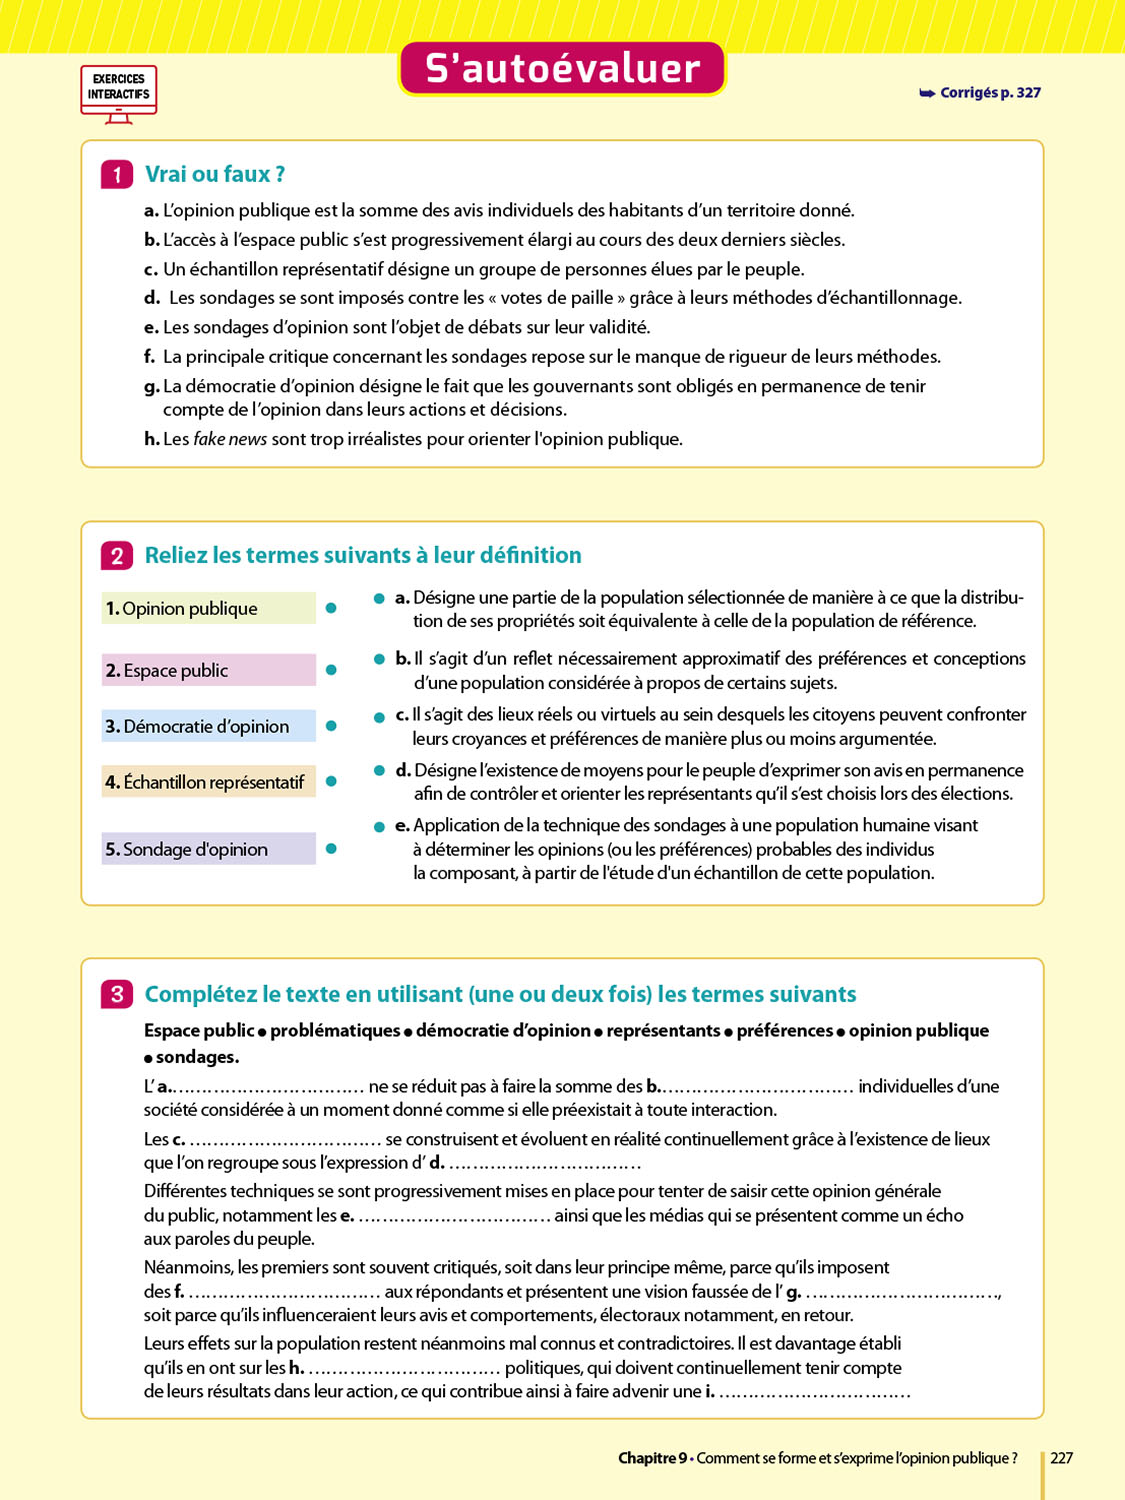 S’autoévaluer
EXERCICES
INTERACTIFS
➥ Corrigés p. 327
1 Vrai ou faux ?
a. L’opinion publique est la somme des avis individuels des habitants d’un territoire donné.
b. L’accès à l’espace public s’est progressivement élargi au cours des deux derniers siècles.
c. Un échantillon représentatif désigne un groupe de personnes élues par le peuple.
d. Les sondages se sont imposés contre les « votes de paille » grâce à leurs méthodes d’échantillonnage.
e. Les sondages d’opinion sont l’objet de débats sur leur validité.
f. La principale critique concernant les sondages repose sur le manque de rigueur de leurs méthodes.
g. La démocratie d’opinion désigne le fait que les gouvernants sont obligés en permanence de tenir
compte de l’opinion dans leurs actions et décisions.
h. Les fake news sont trop irréalistes pour orienter l'opinion publique.
2 Reliez les termes suivants à leur définition
1. Opinion publique
2. Espace public
3. Démocratie d’opinion
4. Échantillon représentatif
5. Sondage d'opinion
a. Désigne une partie de la population sélectionnée de manière à ce que la distribu-
tion de ses propriétés soit équivalente à celle de la population de référence.
b. Il s’agit d’un reflet nécessairement approximatif des préférences et conceptions
d’une population considérée à propos de certains sujets.
c. Il s’agit des lieux réels ou virtuels au sein desquels les citoyens peuvent confronter
leurs croyances et préférences de manière plus ou moins argumentée.
d. Désigne l’existence de moyens pour le peuple d’exprimer son avis en permanence
afin de contrôler et orienter les représentants qu’il s’est choisis lors des élections.
e. Application de la technique des sondages à une population humaine visant
à déterminer les opinions (ou les préférences) probables des individus
la composant, à partir de l'étude d'un échantillon de cette population.
3 Complétez le texte en utilisant (une ou deux fois) les termes suivants
Espace public ● problématiques ● démocratie d’opinion ● représentants ● préférences ● opinion publique
● sondages.
L’ a. …………………………… ne se réduit pas à faire la somme des b. …………………………… individuelles d’une
société considérée à un moment donné comme si elle préexistait à toute interaction.
Les c. …………………………… se construisent et évoluent en réalité continuellement grâce à l’existence de lieux
que l’on regroupe sous l’expression d’ d. ……………………………
Différentes techniques se sont progressivement mises en place pour tenter de saisir cette opinion générale
du public, notamment les e. …………………………… ainsi que les médias qui se présentent comme un écho
aux paroles du peuple.
Néanmoins, les premiers sont souvent critiqués, soit dans leur principe même, parce qu’ils imposent
des f. …………………………… aux répondants et présentent une vision faussée de l’ g. ……………………………,
soit parce qu’ils influenceraient leurs avis et comportements, électoraux notamment, en retour.
Leurs effets sur la population restent néanmoins mal connus et contradictoires. Il est davantage établi
qu’ils en ont sur les h. …………………………… politiques, qui doivent continuellement tenir compte
de leurs résultats dans leur action, ce qui contribue ainsi à faire advenir une i. ……………………………
Chapitre 9 • Comment se forme et s’exprime l’opinion publique ? 227